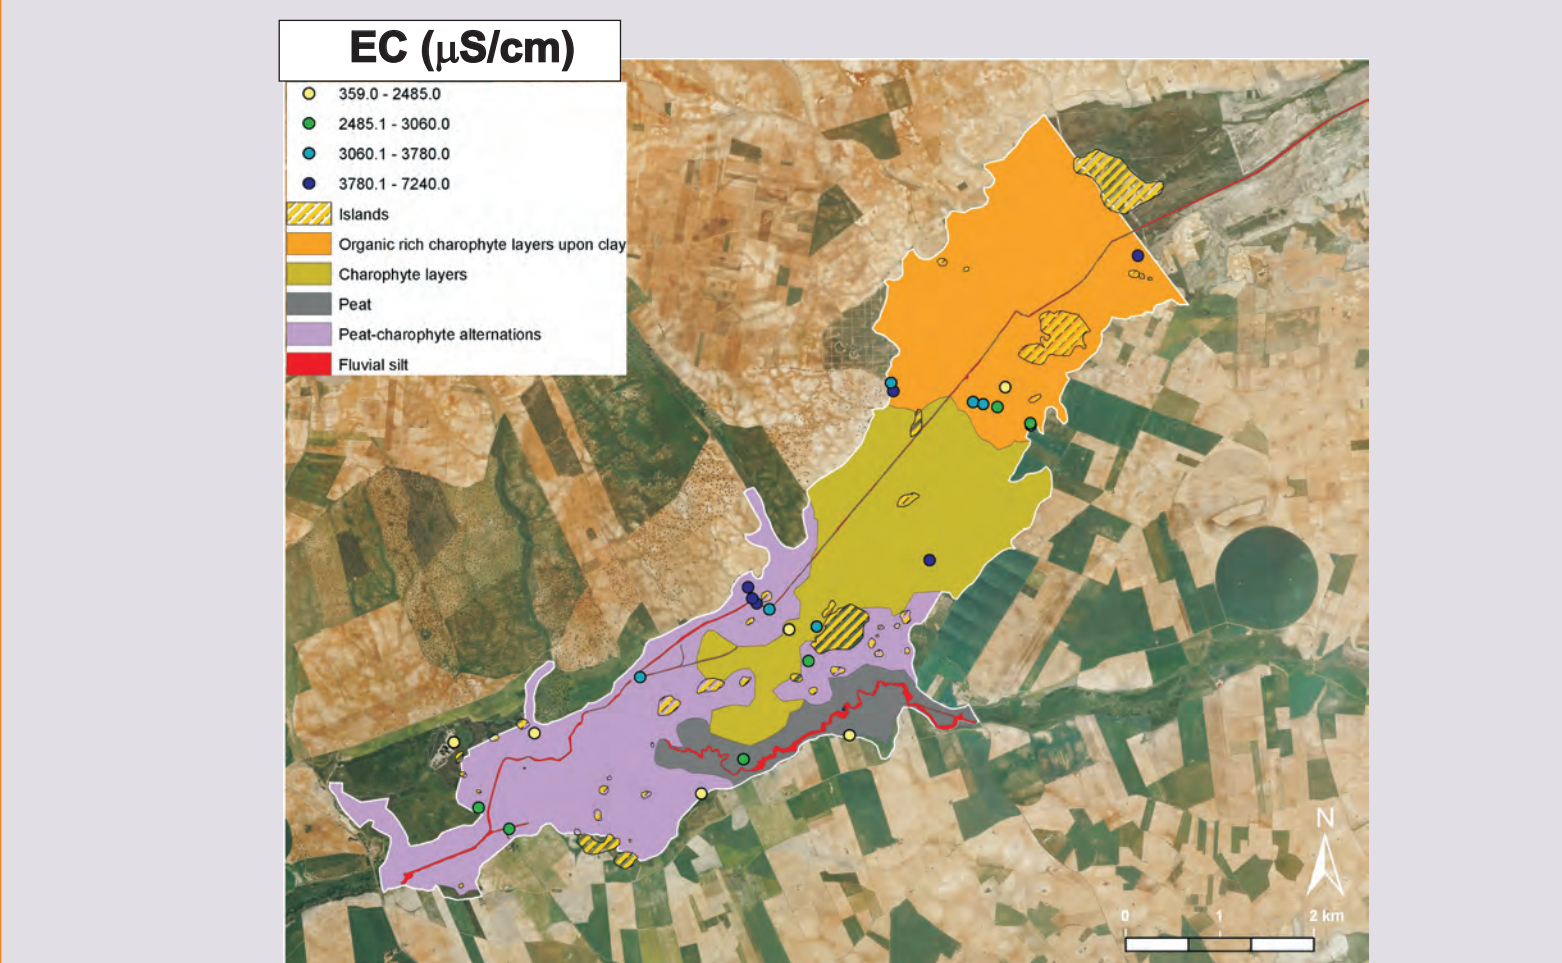 EC (μS/cm)
359.0 - 2485.0
2485.1 - 3060.0
3060.1 - 3780.0
3780.1 - 7240.0
Islands
Organic rich charophyte layers upon clay
Charophyte layers
Peat
Peat-charophyte alternations
Fluvial silt
N
0 1 2 km